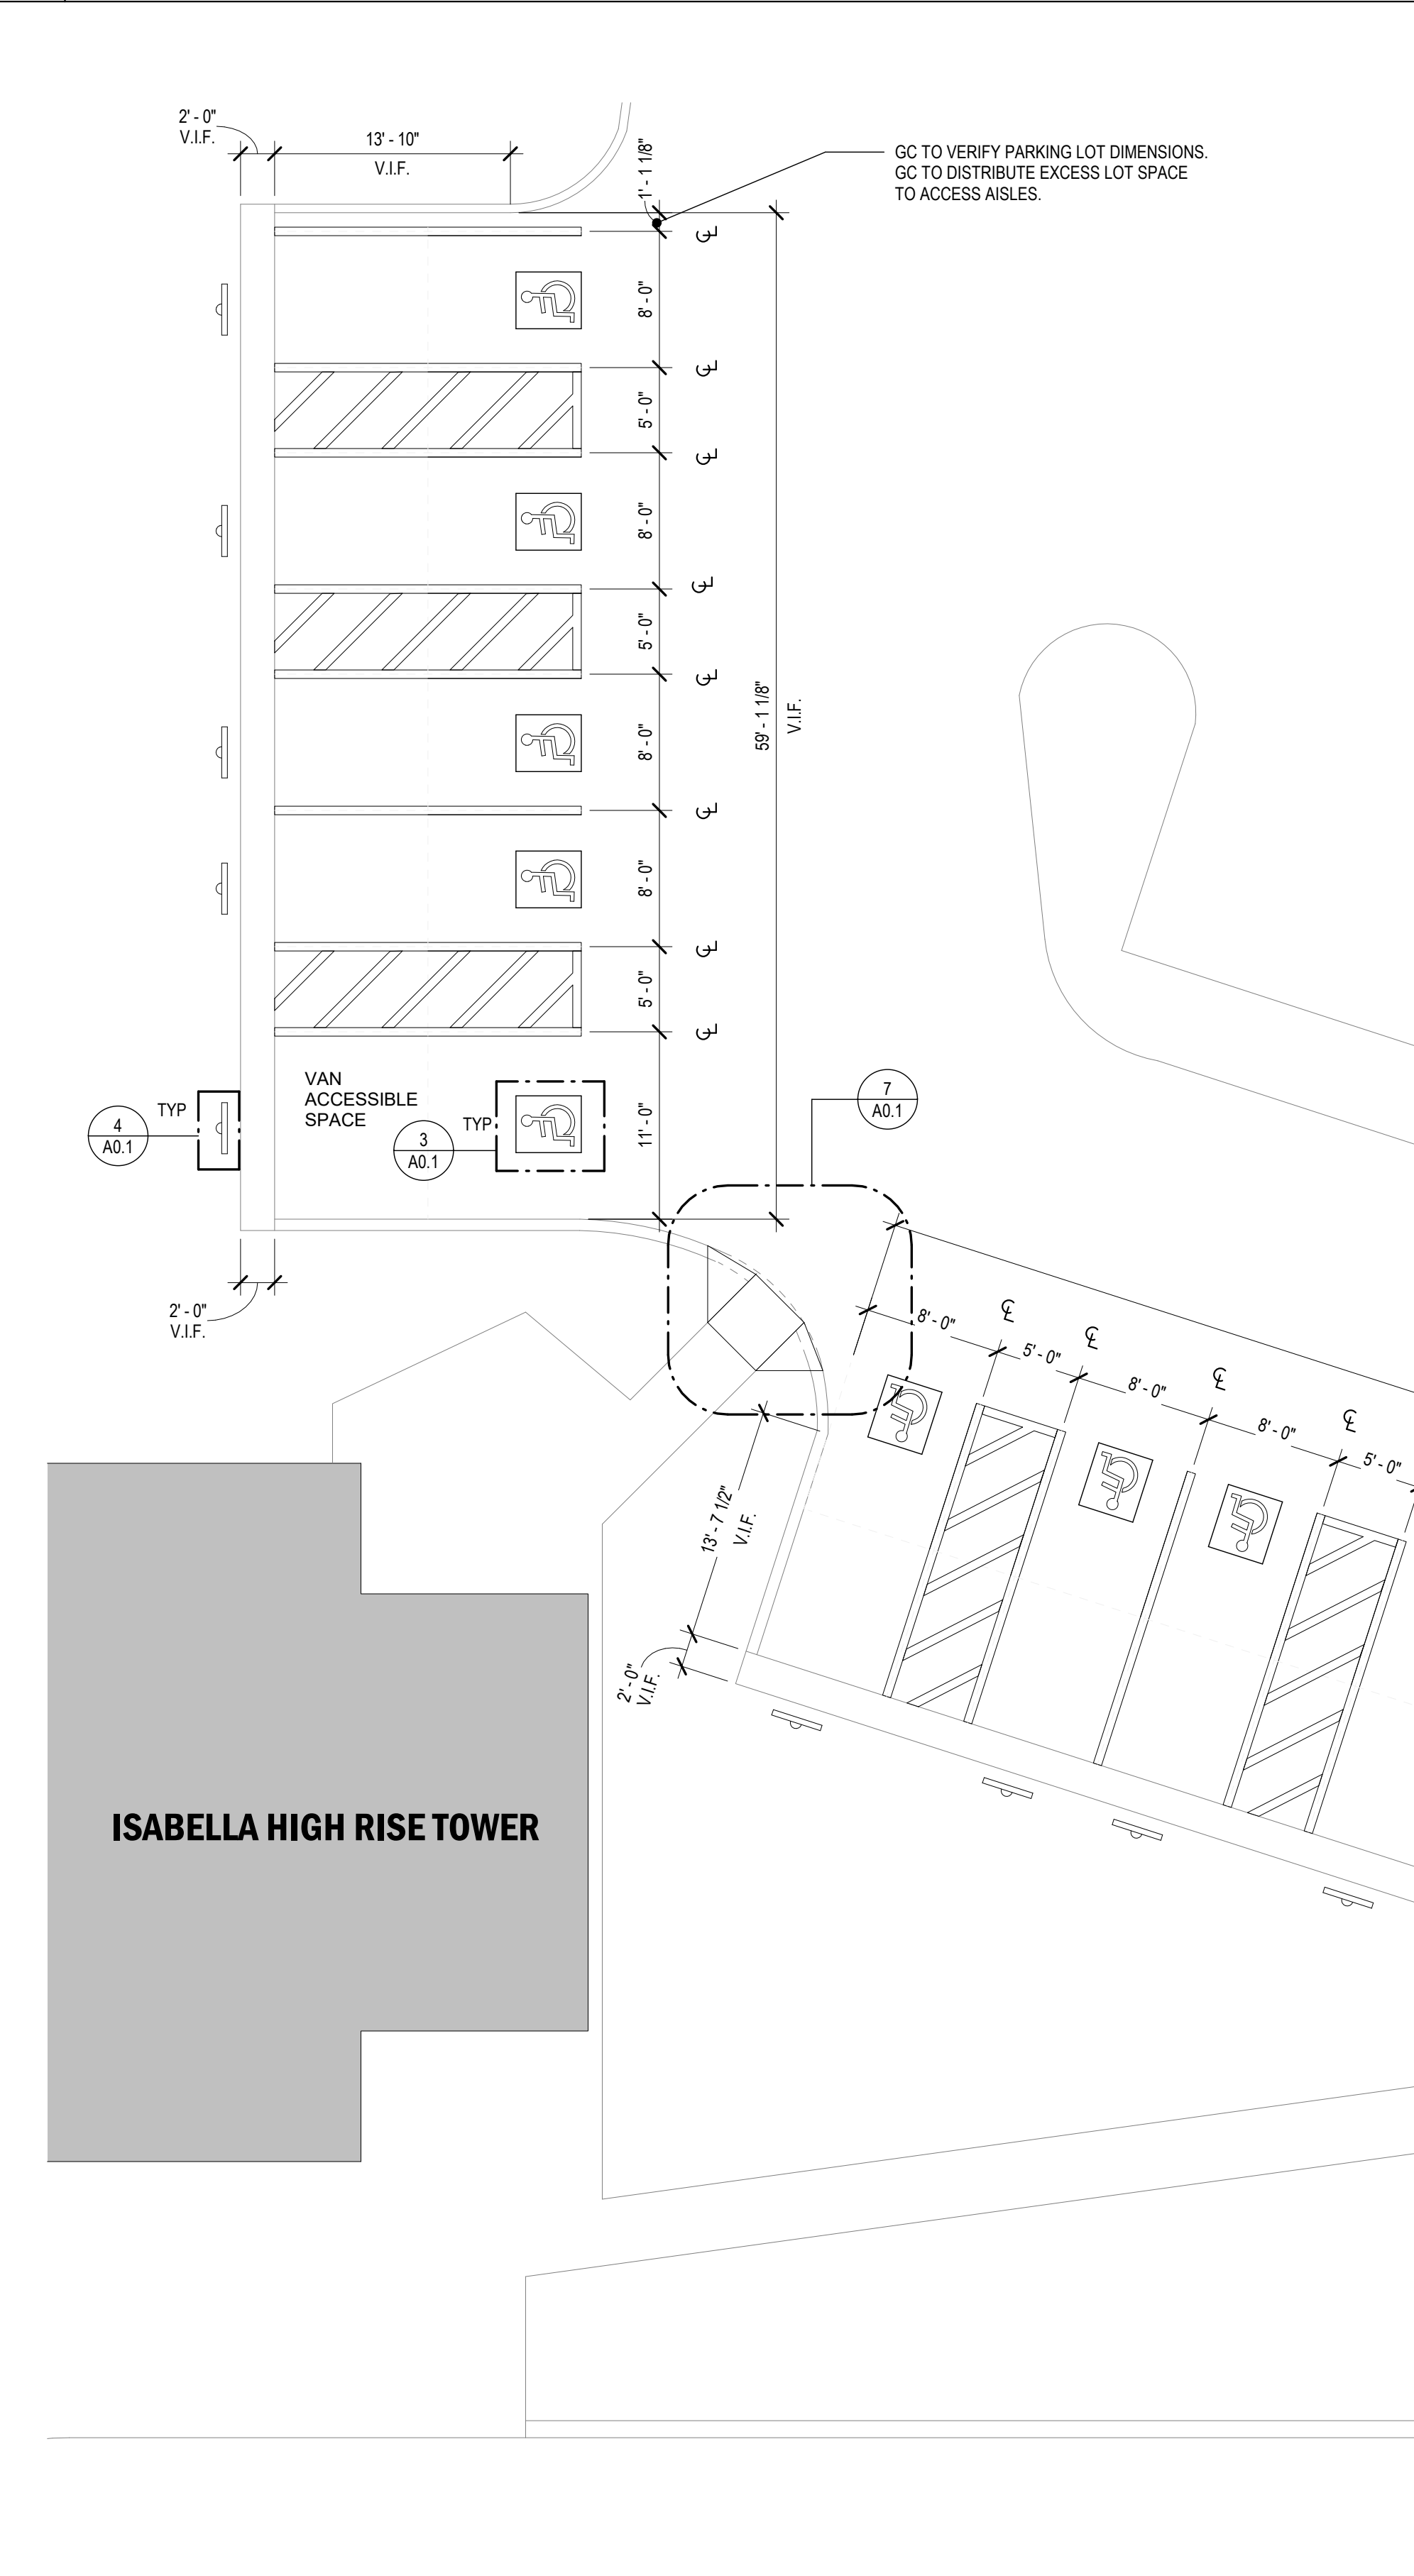 2' - 0"
V.I.F.
13' - 10"
V.I.F.
1' - 1 1/8"
GC TO VERIFY PARKING LOT DIMENSIONS.
GC TO DISTRIBUTE EXCESS LOT SPACE
TO ACCESS AISLES.
℄
8' - 0"
℄
5' - 0"
℄
8' - 0"
℄
5' - 0"
℄
8' - 0"
59' - 1 1/8"
V.I.F.
℄
8' - 0"
℄
5' - 0"
℄
VAN
ACCESSIBLE
SPACE
TYP
4
A0.1
TYP
3
A0.1
11' - 0"
7
A0.1
2' - 0"
V.I.F.
8' - 0"
℄
5' - 0"
℄
8' - 0"
℄
8' - 0"
℄
5' - 0"
13' - 7 1/2"
V.I.F.
2' - 0"
V.I.F.
ISABELLA HIGH RISE TOWER